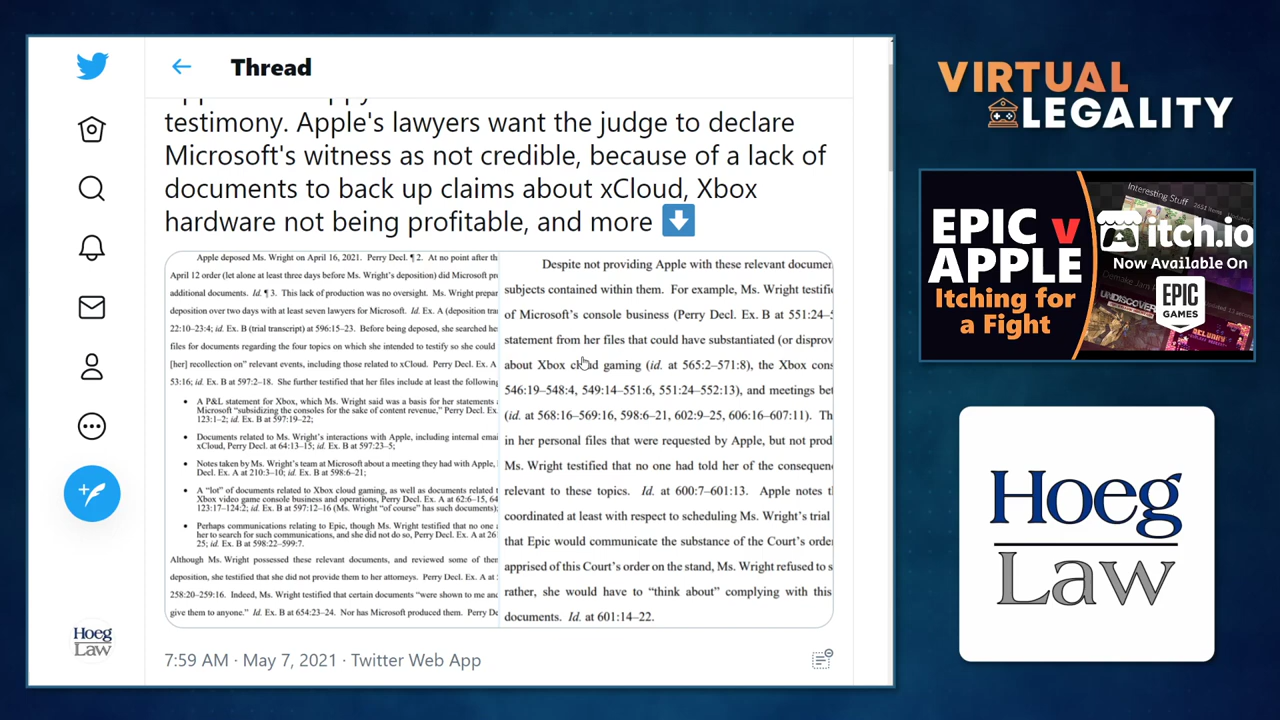 Thread
testimony. Apple's lawyers want the judge to declare
Microsoft's witness as not credible, because of a lack of
documents to back up claims about xCloud, Xbox
hardware not being profitable, and more
Apple deposed Ms. Wright on April 16, 2021. Perry Decl. ¶ 2. At no point after th
April 12 order (let alone at least three days before Ms. Wright's deposition) did Microsoft pr
additional documents. Id. ¶ 3. This lack of production was no oversight. Ms. Wright prepar
deposition over two days with at least seven lawyers for Microsoft. Id. Ex. A (deposition tra
22:10–23:4; id. Ex. B (trial transcript) at 596:15–23. Before being deposed, she searched he
files for documents regarding the four topics on which she intended to testify so she could
[her] recollection on" relevant events, including those related to xCloud. Perry Decl. Ex. A
53:16; id. Ex. B at 597:2–18. She further testified that her files include at least the following
• A P&L statement for Xbox, which Ms. Wright said was a basis for her statements a
Microsoft "subsidizing the consoles for the sake of content revenue," Perry Decl. Ex
123:1–2; id. Ex. B at 597:19–22;
• Documents related to Ms. Wright's interactions with Apple, including internal emai
xCloud, Perry Decl. at 64:13–15; id. Ex. B at 597:23–5;
• Notes taken by Ms. Wright's team at Microsoft about a meeting they had with Apple,
Decl. Ex. A at 210:3–10; id. Ex. B at 598:6–21;
• A "lot" of documents related to Xbox cloud gaming, as well as documents related t
Xbox video game console business and operations, Perry Decl. Ex. A at 62:6–15, 64
123:17–124:2; id. Ex. B at 597:12–16 (Ms. Wright "of course" has such documents);
• Perhaps communications relating to Epic, though Ms. Wright testified that no one a
her to search for such communications, and she did not do so, Perry Decl. Ex. A at 26
25; id. Ex. B at 598:22–599:7.
Although Ms. Wright possessed these relevant documents, and reviewed some of them
deposition, she testified that she did not provide them to her attorneys. Perry Decl. Ex. A at
258:20–259:16. Indeed, Ms. Wright testified that certain documents "were shown to me and
give them to anyone." Id. Ex. B at 654:23–24. Nor has Microsoft produced them. Perry De
Despite not providing Apple with these relevant documen
subjects contained within them. For example, Ms. Wright testifie
of Microsoft's console business (Perry Decl. Ex. B at 551:24–5
statement from her files that could have substantiated (or disprov
about Xbox cloud gaming (id. at 565:2–571:8), the Xbox cons
546:19–548:4, 549:14–551:6, 551:24–552:13), and meetings bet
(id. at 568:16–569:16, 598:6–21, 602:9–25, 606:16–607:11). Th
in her personal files that were requested by Apple, but not prod
Ms. Wright testified that no one had told her of the consequen
relevant to these topics. Id. at 600:7–601:13. Apple notes t
coordinated at least with respect to scheduling Ms. Wright's trial
that Epic would communicate the substance of the Court's orde
apprised of this Court's order on the stand, Ms. Wright refused to s
rather, she would have to "think about" complying with this
documents. Id. at 601:14–22.
7:59 AM · May 7, 2021 · Twitter Web App
Hoeg
Law
VIRTUAL
LEGALITY
EPIC v
APPLE
Itching for
a Fight
Interesting Stuff
itch.io
Now Available On
EPIC
GAMES
Hoeg
Law